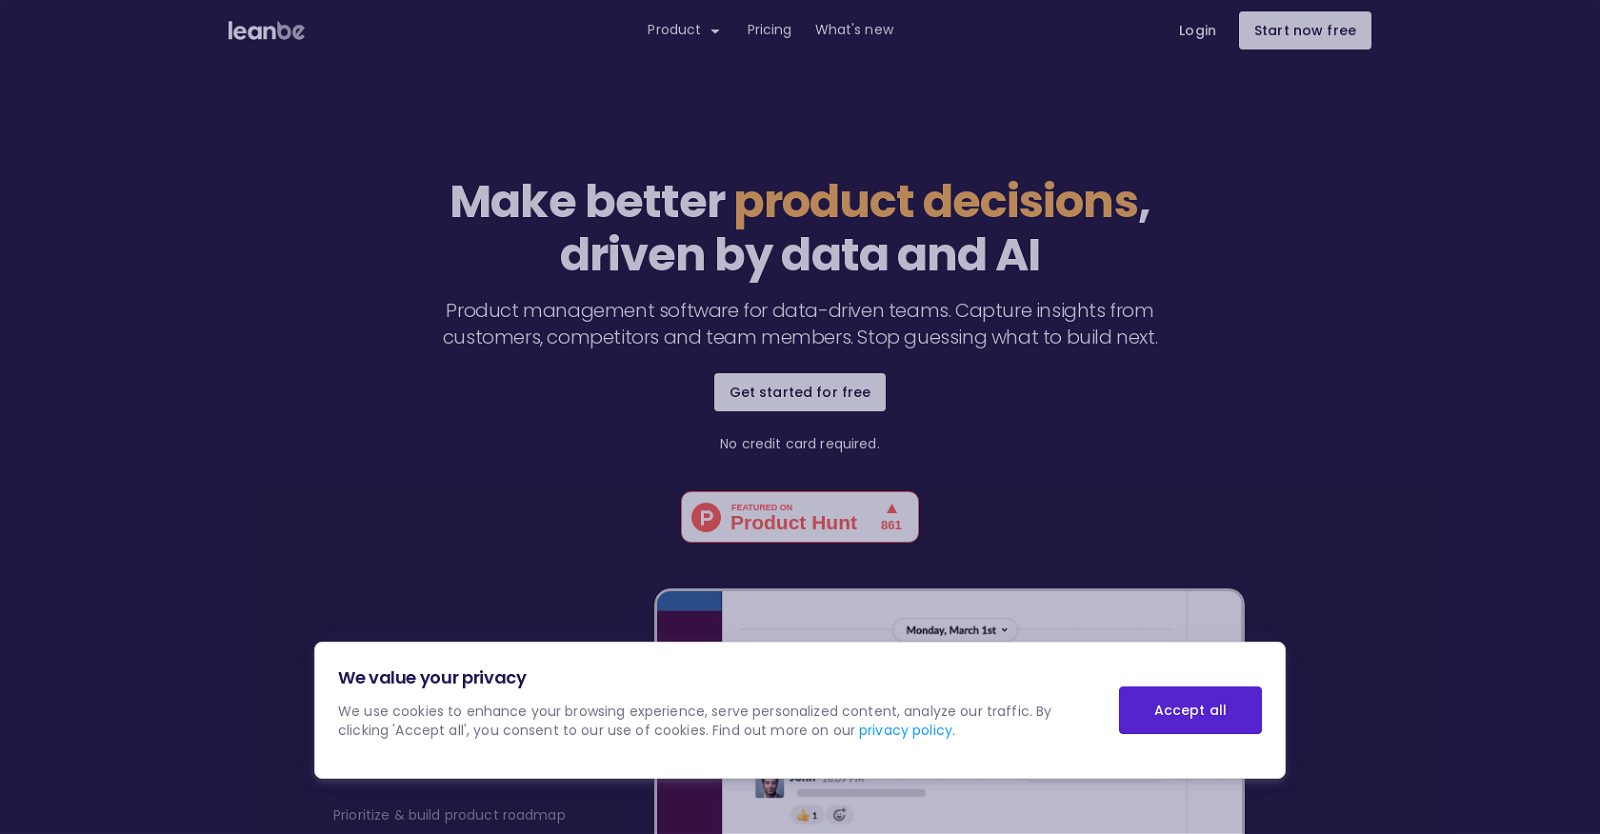 leanbe
Product
Pricing
What's new
Login
Start now free
Make better product decisions,
driven by data and AI
Product management software for data-driven teams. Capture insights from
customers, competitors and team members. Stop guessing what to build next.
Get started for free
No credit card required.
FEATURED ON
Product Hunt
861
Monday, March 1st
We value your privacy
We use cookies to enhance your browsing experience, serve personalized content, analyze our traffic. By
clicking 'Accept all', you consent to our use of cookies. Find out more on our privacy policy.
Accept all
1
Prioritize & build product roadmap